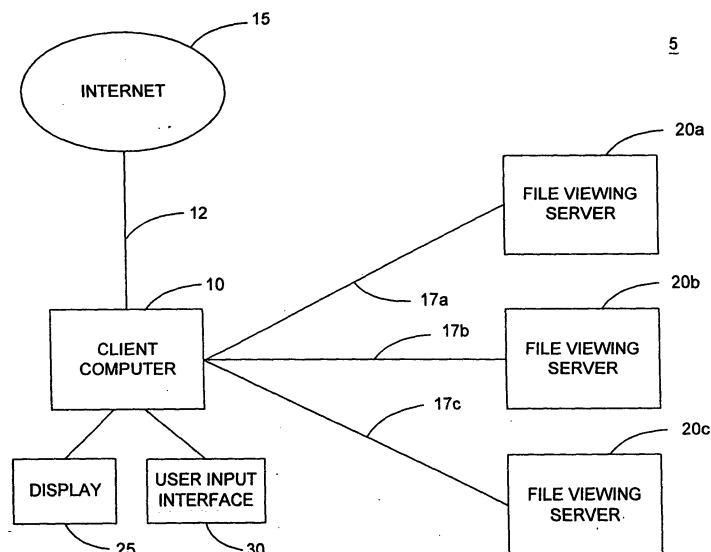 15
5
INTERNET
20a
FILE VIEWING
SERVER
12
10
17a
20b
CLIENT
COMPUTER
17b
FILE VIEWING
SERVER
17c
20c
DISPLAY
USER INPUT
INTERFACE
FILE VIEWING
SERVER
25
30